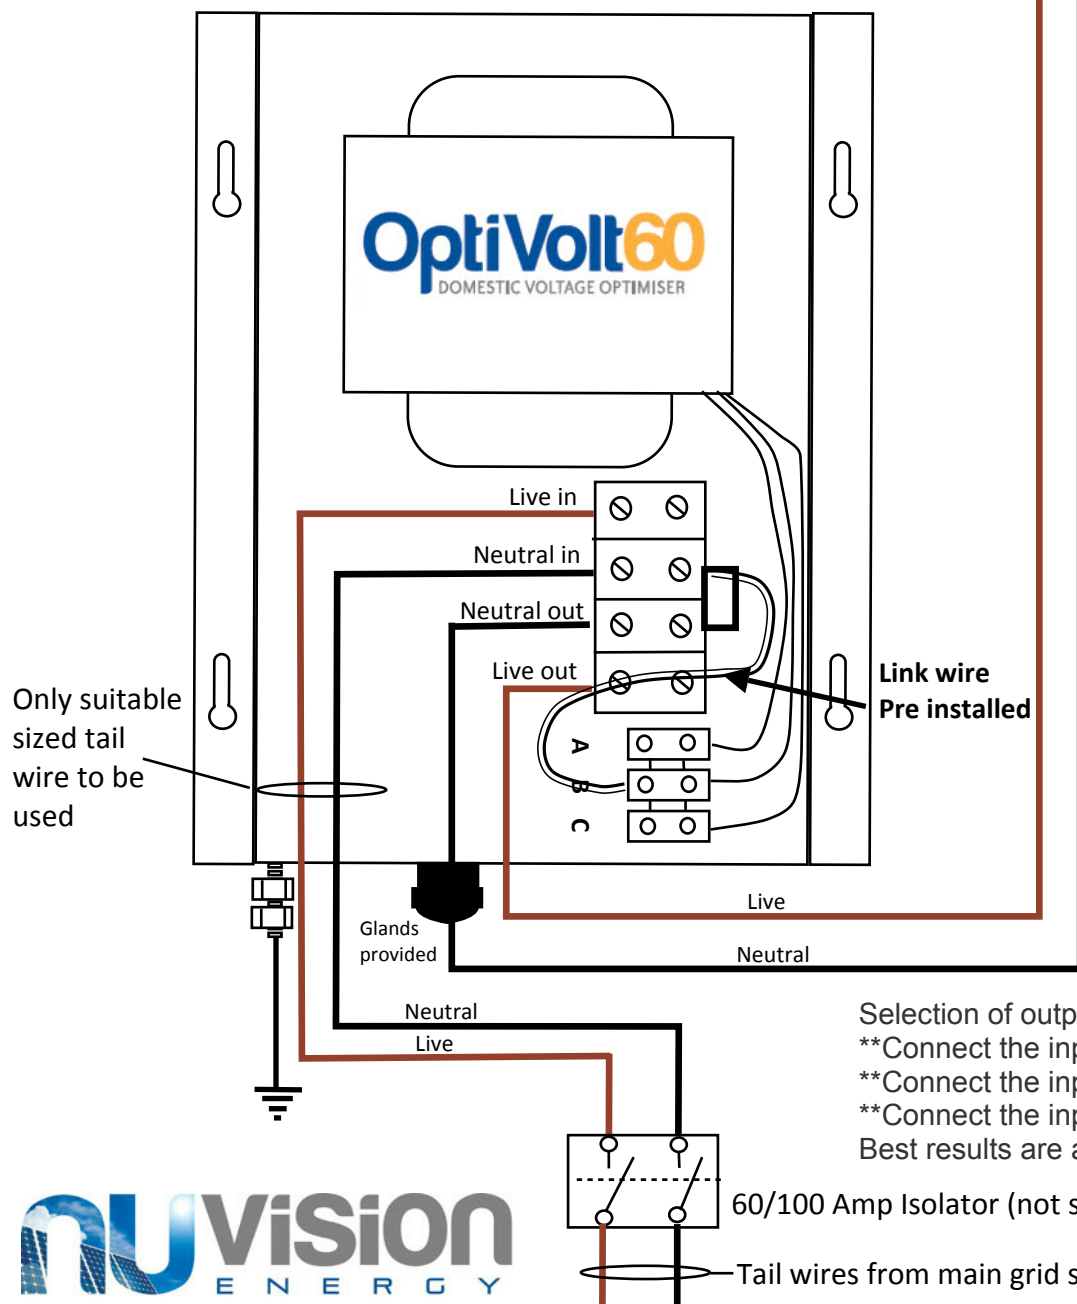 OptiVolt60
DOMESTIC VOLTAGE OPTIMISER
Live in
Neutral in
Neutral out
Live out
Link wire
Pre installed
Only suitable
sized tail
wire to be
used
A
B
C
Glands
provided
Live
Neutral
Neutral
Live
Selection of outp
**Connect the inp
**Connect the inp
**Connect the inp
Best results are a
60/100 Amp Isolator (not s
Tail wires from main grid s
nuViSiON
ENERGY